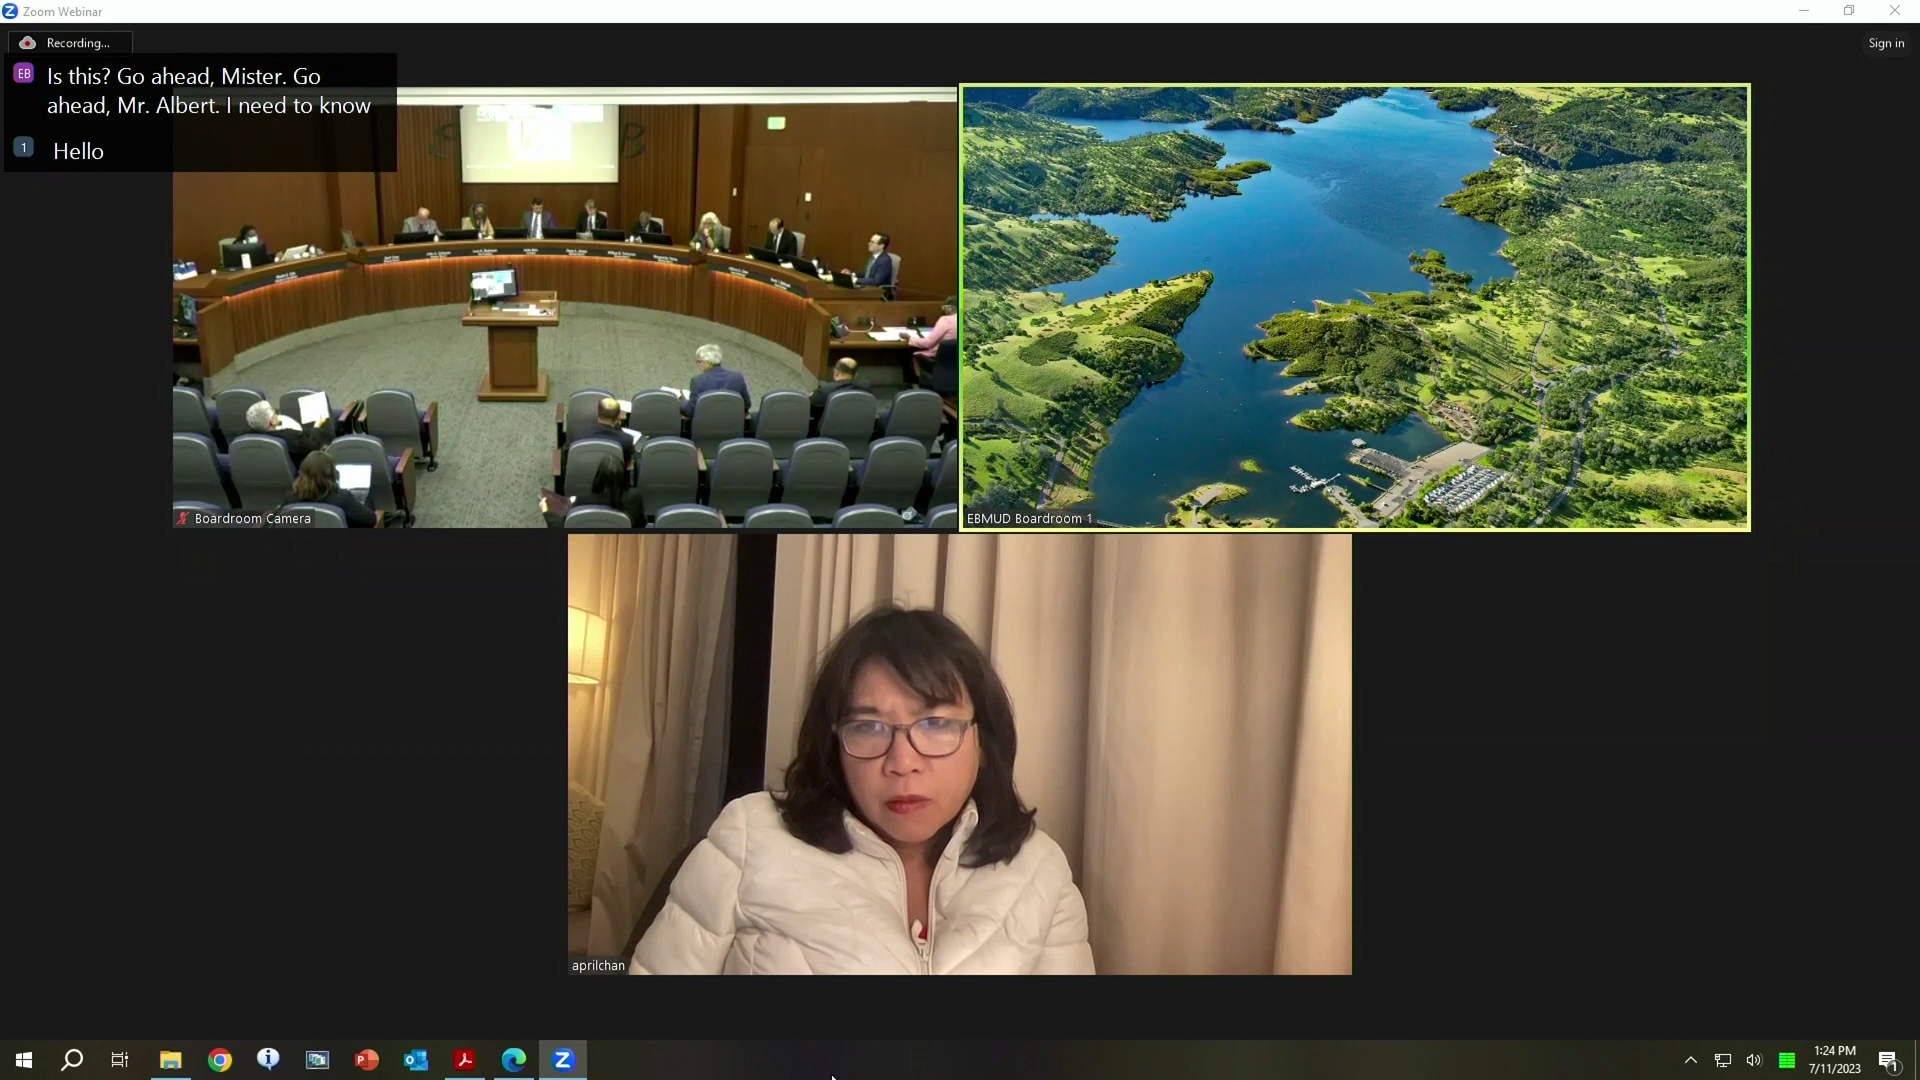 Zoom Webinar
Recording...
Sign in
EB
Is this? Go ahead, Mister. Go
ahead, Mr. Albert. I need to know
1
Hello
Boardroom Camera
EBMUD Boardroom 1
aprilchan
1:24 PM
7/11/2023
1